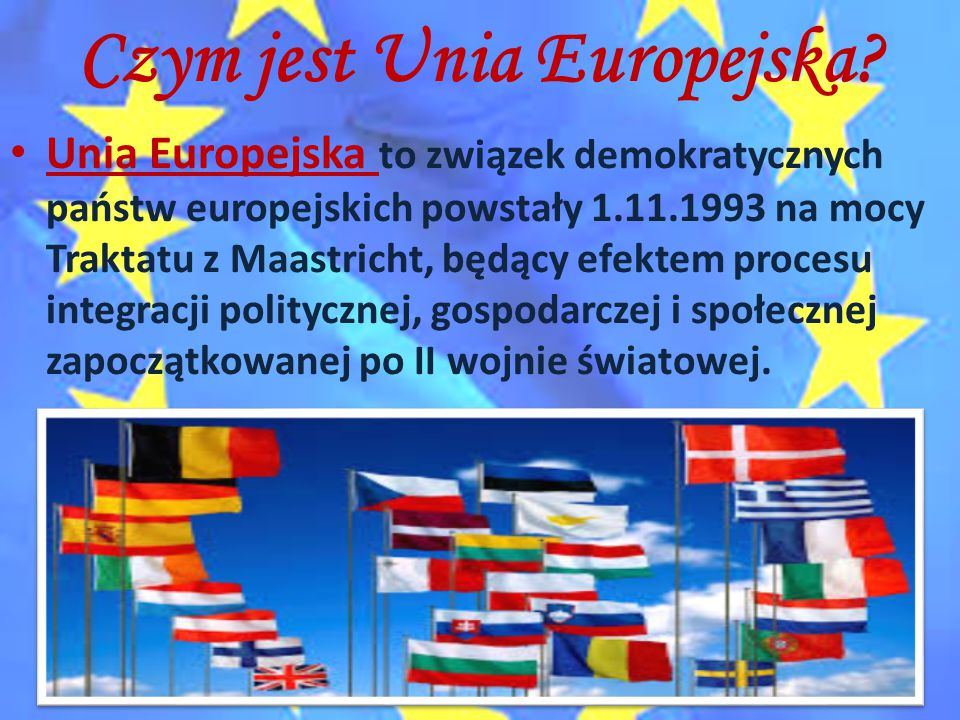 Czym jest Unia Europejska?
• Unia Europejska to związek demokratycznych
państw europejskich powstały 1.11.1993 na mocy
Traktatu z Maastricht, będący efektem procesu
integracji politycznej, gospodarczej i społecznej
zapoczątkowanej po II wojnie światowej.